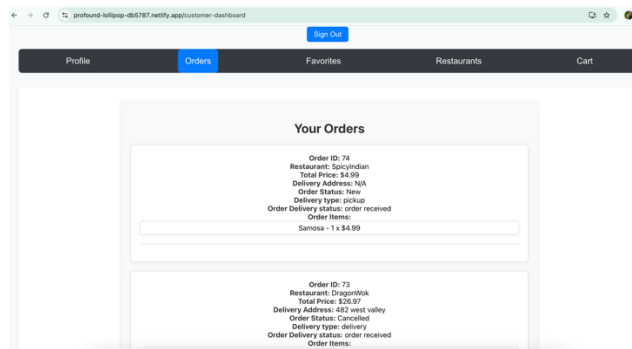 profound-lollipop-db5787.netlify.app/customer-dashboard
Sign Out
Profile Orders Favorites Restaurants Cart
Your Orders
Order ID: 74
Restaurant: SpicyIndian
Total Price: $4.99
Delivery Address: N/A
Order Status: New
Delivery type: pickup
Order Delivery status: order received
Order Items:
Samosa - 1 x $4.99
Order ID: 73
Restaurant: DragonWok
Total Price: $26.97
Delivery Address: 482 west valley
Order Status: Cancelled
Delivery type: delivery
Order Delivery status: order received
Order Items: